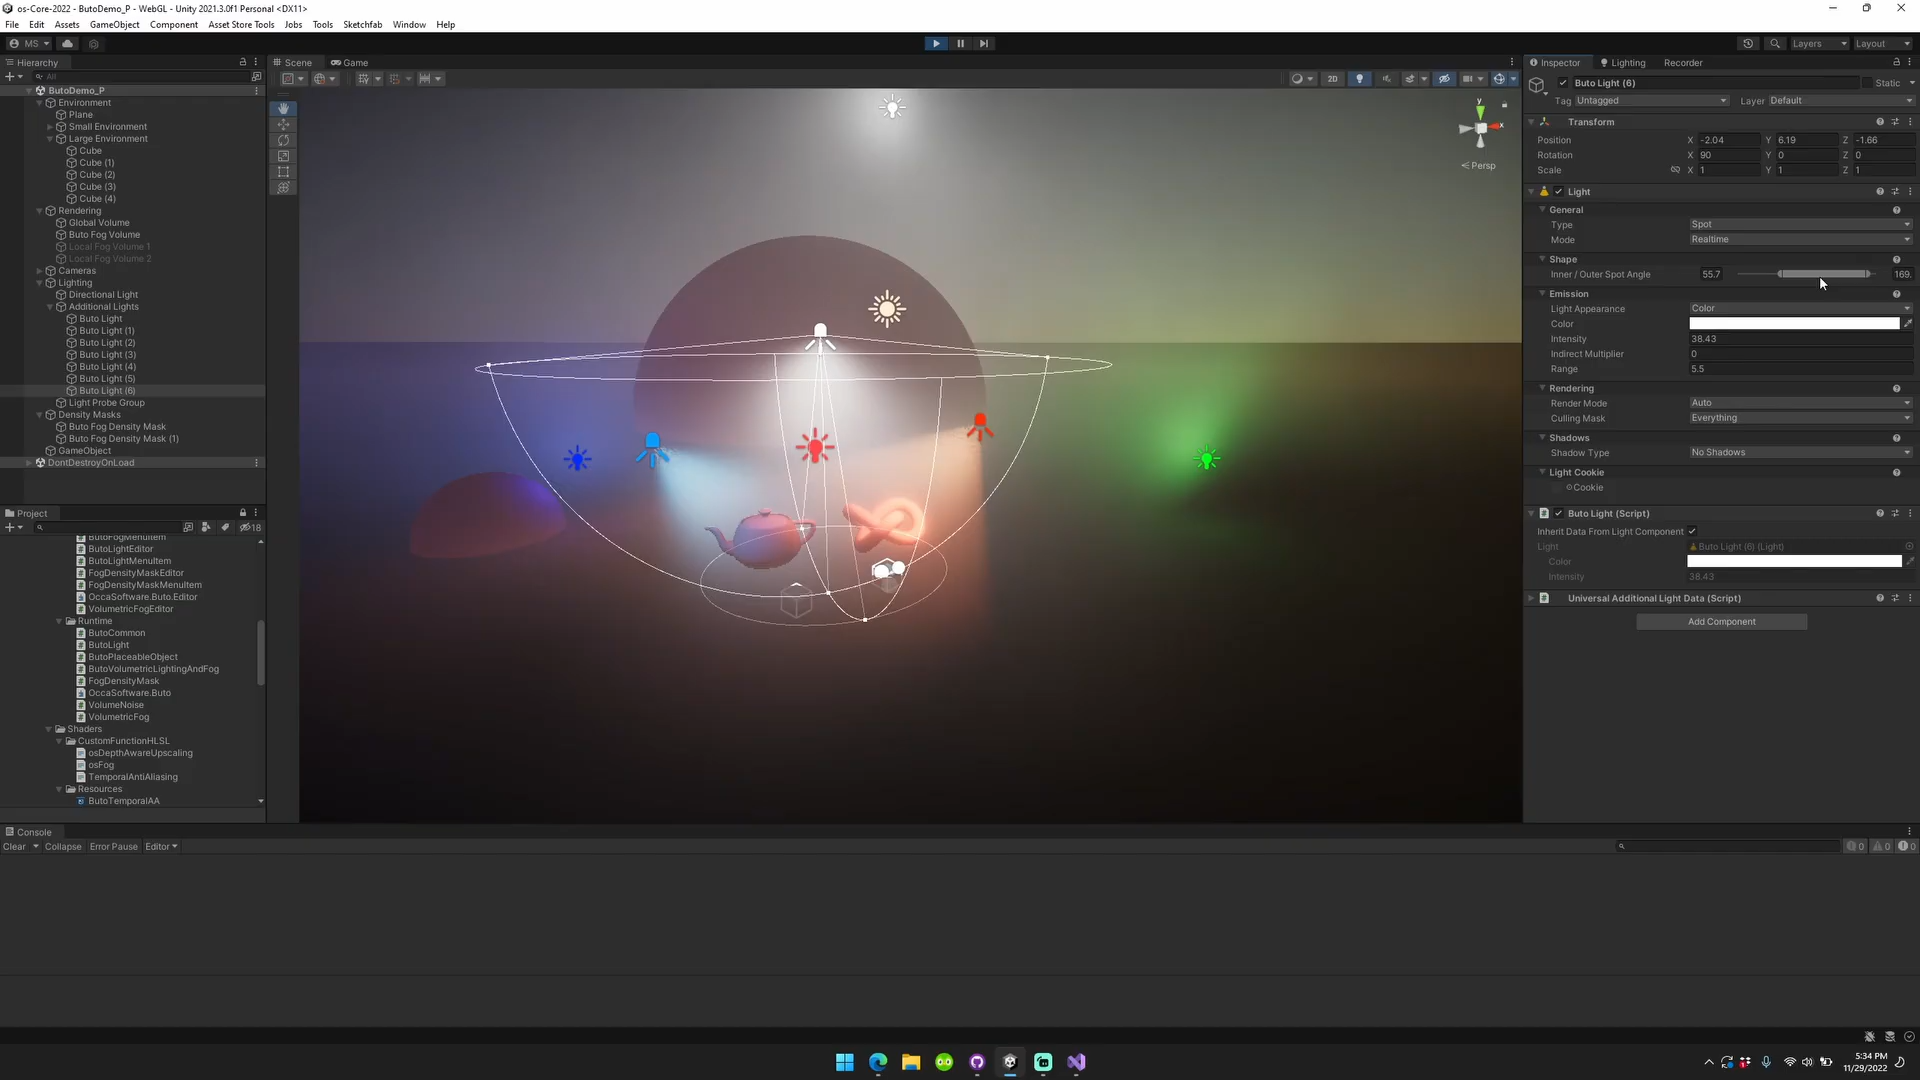 os-Core-2022 - ButoDemo_P - WebGL - Unity 2021.3.0f1 Personal <DX11>
File Edit Assets GameObject Component Asset Store Tools Jobs Tools Sketchfab Window Help
MS
Layers Layout
Hierarchy
All
ButoDemo_P
Environment
Plane
Small Environment
Large Environment
Cube
Cube (1)
Cube (2)
Cube (3)
Cube (4)
Rendering
Global Volume
Buto Fog Volume
Local Fog Volume 1
Local Fog Volume 2
Cameras
Lighting
Directional Light
Additional Lights
Buto Light
Buto Light (1)
Buto Light (2)
Buto Light (3)
Buto Light (4)
Buto Light (5)
Buto Light (6)
Light Probe Group
Density Masks
Buto Fog Density Mask
Buto Fog Density Mask (1)
GameObject
DontDestroyOnLoad
Project
18
ButoFogMenuItem
ButoLightEditor
ButoLightMenuItem
FogDensityMaskEditor
FogDensityMaskMenuItem
OccaSoftware.Buto.Editor
VolumetricFogEditor
Runtime
ButoCommon
ButoLight
ButoPlaceableObject
ButoVolumetricLightingAndFog
FogDensityMask
OccaSoftware.Buto
VolumeNoise
VolumetricFog
Shaders
CustomFunctionHLSL
osDepthAwareUpscaling
osFog
TemporalAntiAliasing
Resources
ButoTemporalAA
Scene Game
2D
y
x
Persp
Inspector Lighting Recorder
Buto Light (6) Static
Tag Untagged Layer Default
Transform
Position X -2.04 Y 6.19 Z -1.66
Rotation X 90 Y 0 Z 0
Scale X 1 Y 1 Z 1
Light
General
Type Spot
Mode Realtime
Shape
Inner / Outer Spot Angle 55.7 169.
Emission
Light Appearance Color
Color
Intensity 38.43
Indirect Multiplier 0
Range 5.5
Rendering
Render Mode Auto
Culling Mask Everything
Shadows
Shadow Type No Shadows
Light Cookie
Cookie
Buto Light (Script)
Inherit Data From Light Component
Light Buto Light (6) (Light)
Color
Intensity 38.43
Universal Additional Light Data (Script)
Add Component
Console
Clear Collapse Error Pause Editor
0 0 0
5:34 PM
11/29/2022